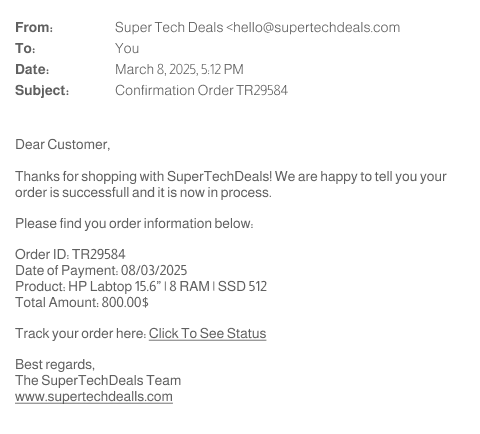 From: Super Tech Deals <hello@supertechdeals.com
To: You
Date: March 8, 2025, 5:12 PM
Subject: Confirmation Order TR29584
Dear Customer,
Thanks for shopping with SuperTechDeals! We are happy to tell you your
order is successfull and it is now in process.
Please find you order information below:
Order ID: TR29584
Date of Payment: 08/03/2025
Product: HP Labtop 15.6” | 8 RAM | SSD 512
Total Amount: 800.00$
Track your order here: Click To See Status
Best regards,
The SuperTechDeals Team
www.supertechdealls.com